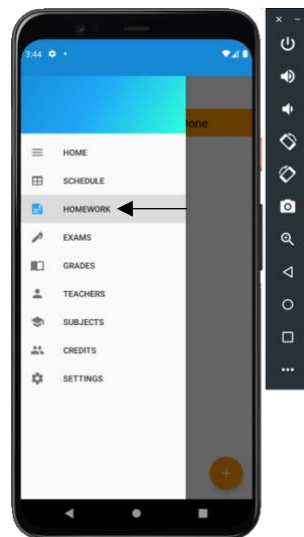 3:44
one
HOME
SCHEDULE
HOMEWORK
EXAMS
GRADES
TEACHERS
SUBJECTS
CREDITS
SETTINGS